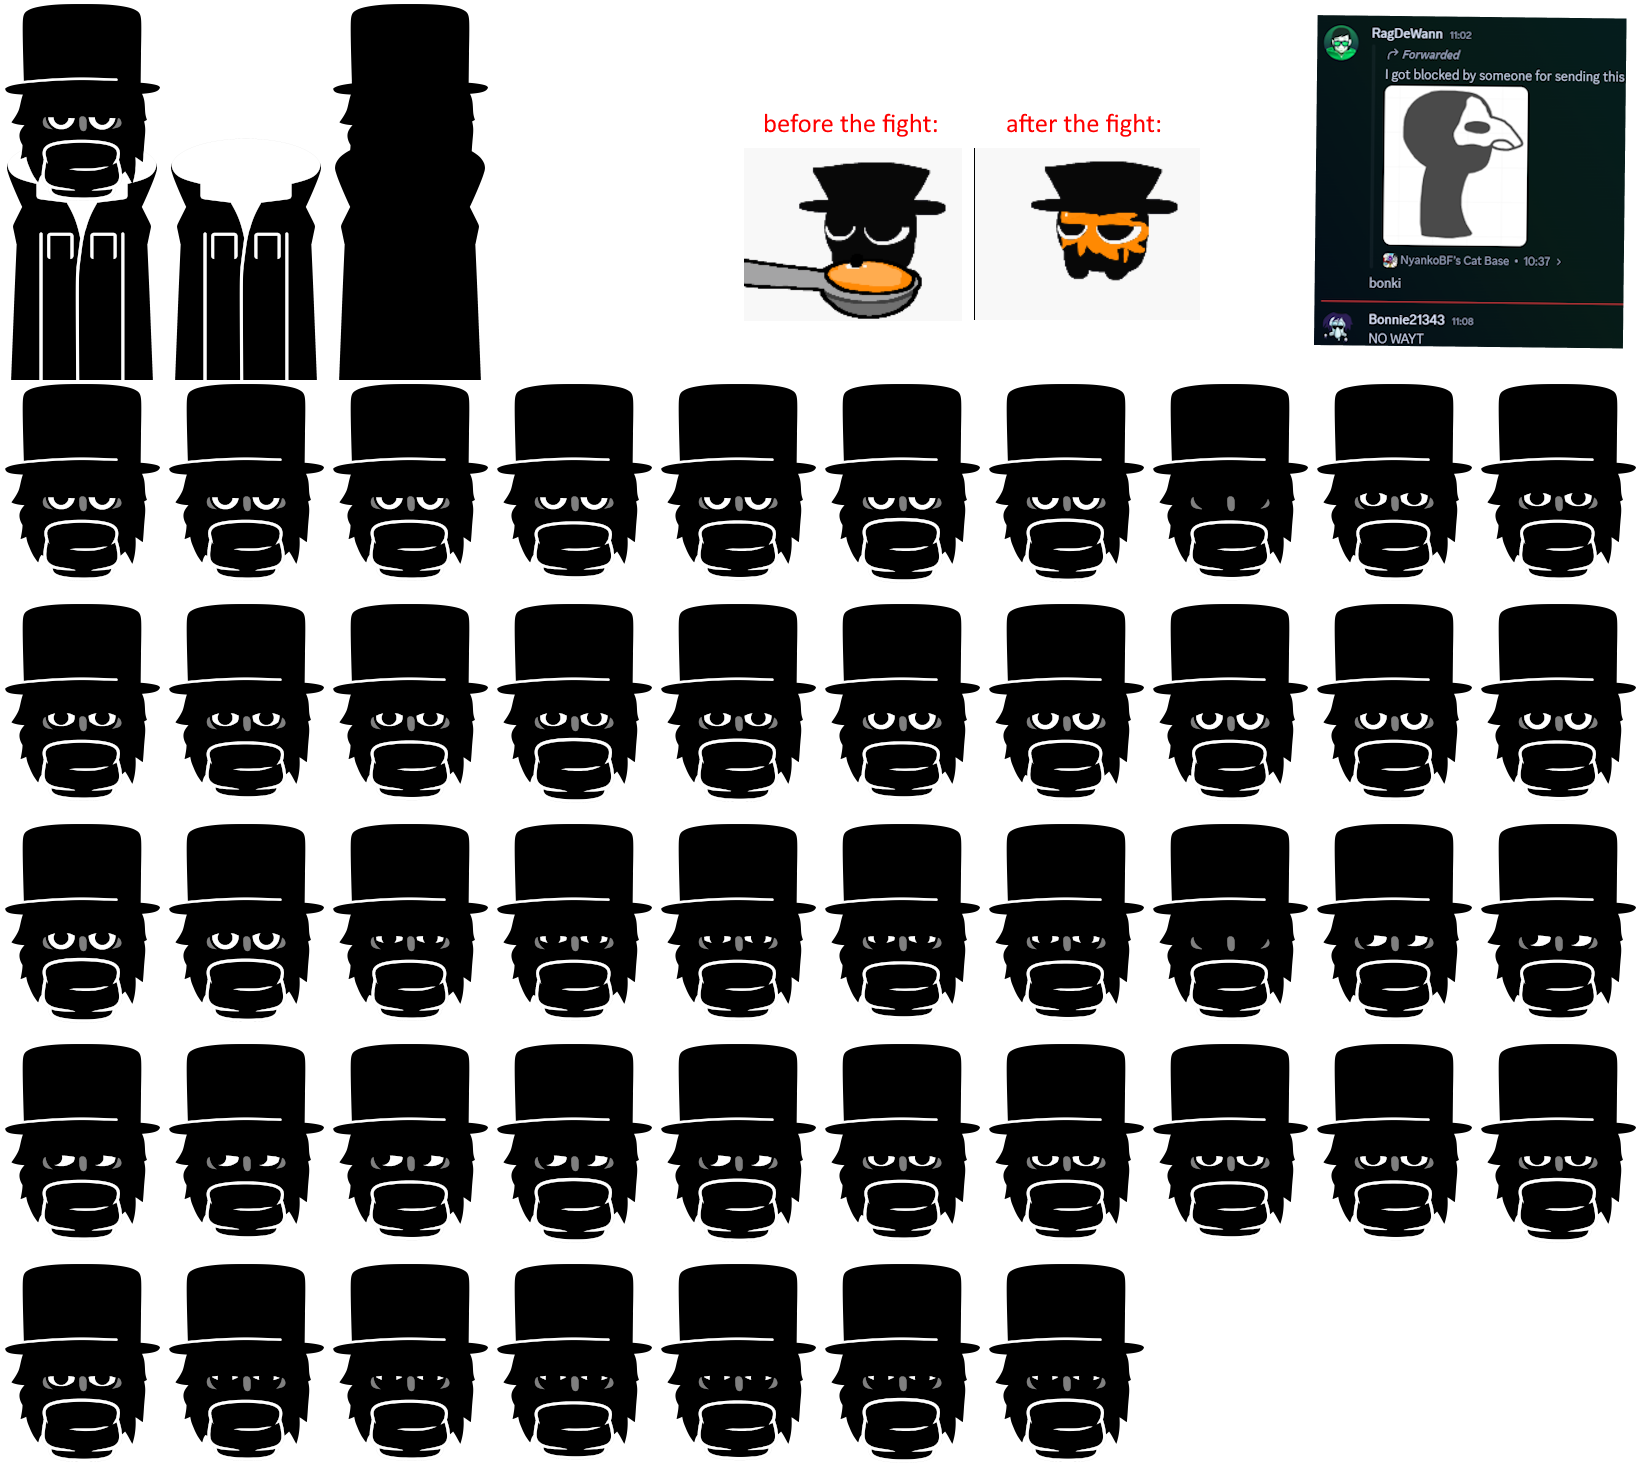 before the fight:
after the fight:
RagDeWann 11:02
Forwarded
I got blocked by someone for sending this
NyankoBF's Cat Base • 10:37 ›
bonki
Bonnie21343 11:08
NO WAYT